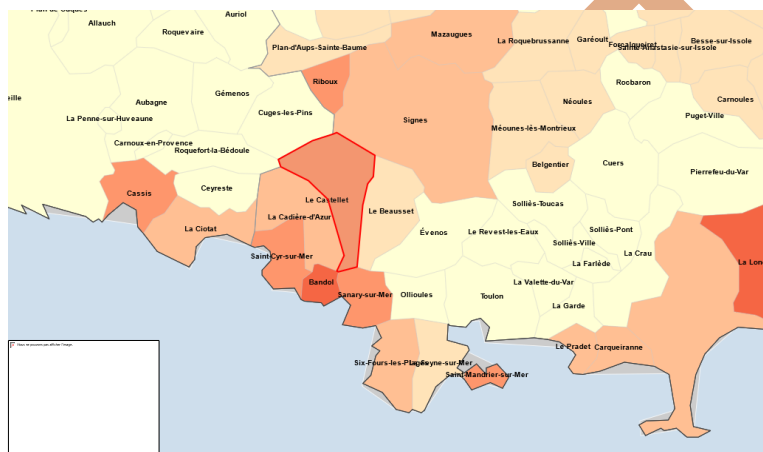 Allauch
Auriol
Roquevaire
Mazaugues
La Roquebrussanne
Garéoult
Forcalqueiret
Sainte-Anastasie-sur-Issole
Besse-sur-Issole
Plan-d'Aups-Sainte-Baume
Riboux
Rocbaron
Gémenos
Aubagne
Néoules
Carnoules
Cuges-les-Pins
La Penne-sur-Huveaune
Signes
Puget-Ville
Méounes-lès-Montrieux
Carnoux-en-Provence
Roquefort-la-Bédoule
Belgentier
Cuers
Pierrefeu-du-Var
Cassis
Ceyreste
Le Castellet
Le Beausset
Solliès-Toucas
La Cadière-d'Azur
La Ciotat
Évenos
Le Revest-les-Eaux
Solliès-Pont
Solliès-Ville
Saint-Cyr-sur-Mer
La Crau
La Farlède
La Lon
Bandol
Sanary-sur-Mer
Ollioules
Toulon
La Valette-du-Var
La Garde
Le Pradet
Carqueiranne
Six-Fours-les-Plages
La Seyne-sur-Mer
Saint-Mandrier-sur-Mer